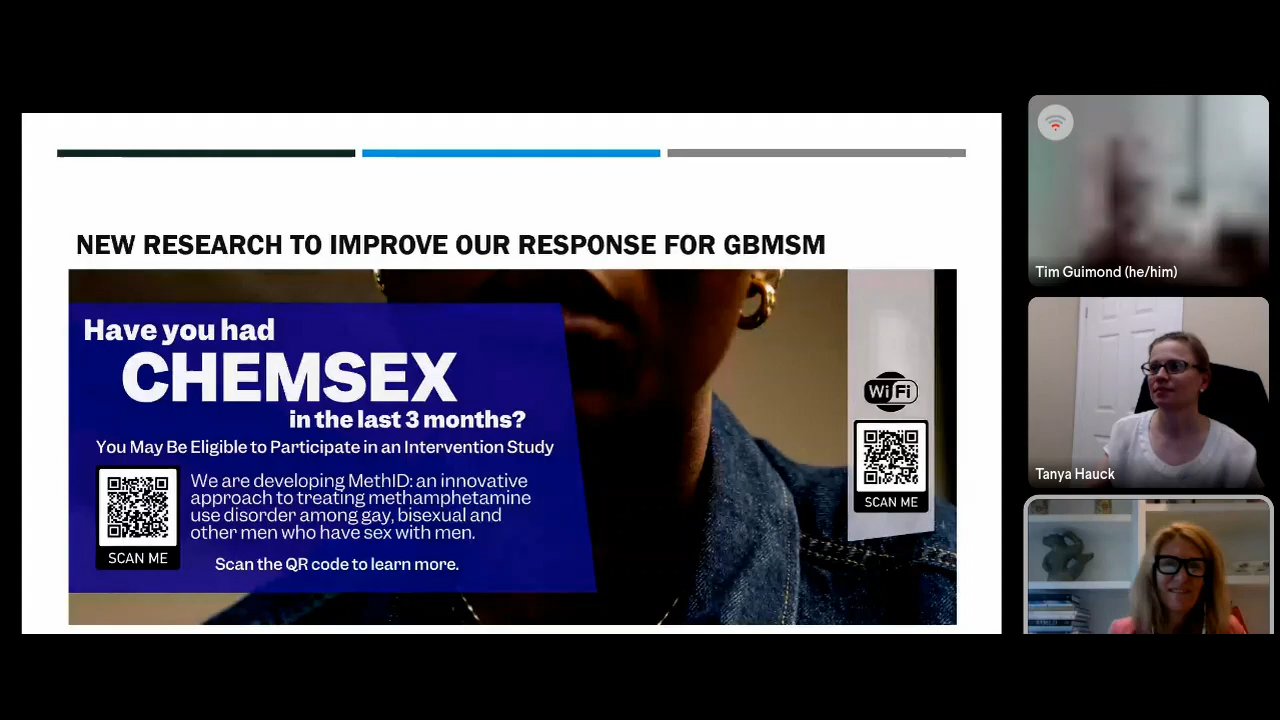 NEW RESEARCH TO IMPROVE OUR RESPONSE FOR GBMSM
Have you had
CHEMSEX
in the last 3 months?
You May Be Eligible to Participate in an Intervention Study
We are developing MethID: an innovative
approach to treating methamphetamine
use disorder among gay, bisexual and
other men who have sex with men.
SCAN ME
Scan the QR code to learn more.
Wi Fi
SCAN ME
Tim Guimond (he/him)
Tanya Hauck